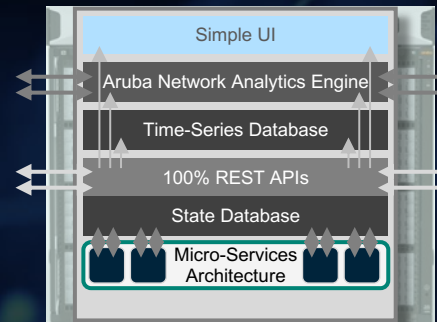 Simple UI
Aruba Network Analytics Engine
Time-Series Database
100% REST APIs
State Database
Micro-Services
Architecture